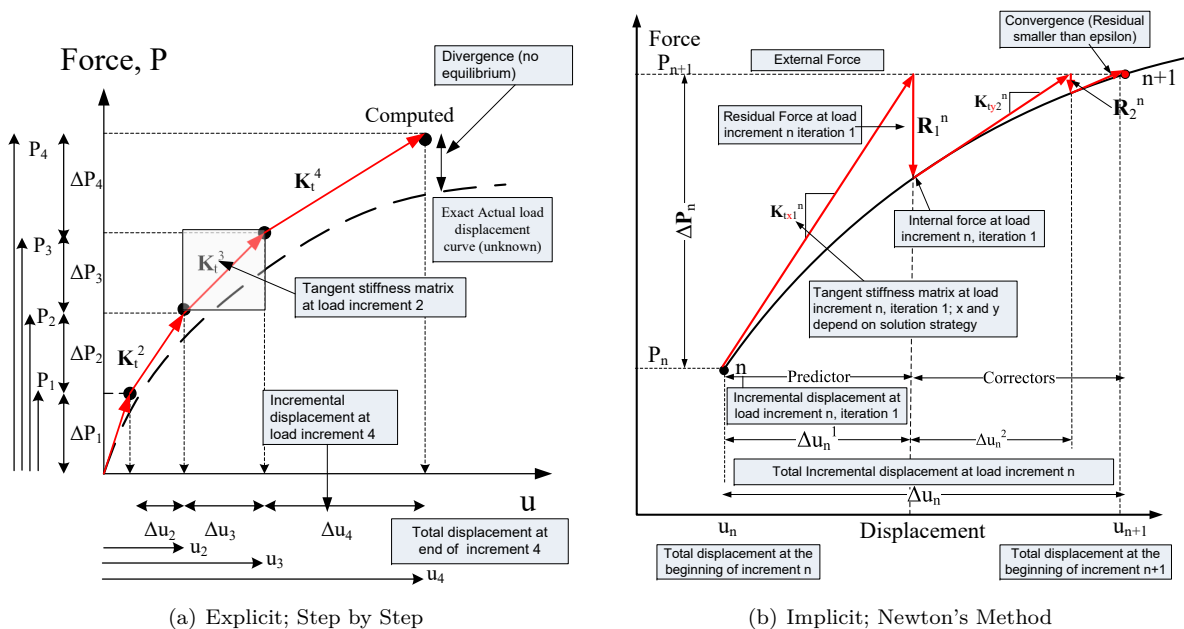 Force, P
Divergence (no
equilibrium)
Computed
P4
ΔP4
Kt4
Exact Actual load
displacement
curve (unknown)
P3
ΔP3
Kt3
Tangent stiffness matrix
at load increment 2
P2
ΔP2
Kt2
P1
ΔP1
Incremental
displacement at
load increment 4
u
Δu2
Δu3
Δu4
Total displacement at
end of increment 4
u2
u3
u4
(a) Explicit; Step by Step
Convergence (Residual
smaller than epsilon)
Force
Pn+1
External Force
n+1
Kty2n
R2n
Residual Force at load
increment n iteration 1
R1n
ΔPn
Ktx1n
Internal force at load
increment n, iteration 1
Tangent stiffness matrix at load
increment n, iteration 1; x and y
depend on solution strategy
Pn
n
Predictor
Correctors
Incremental displacement at
load increment n, iteration 1
Δun1
Δun2
Total Incremental displacement at load increment n
Δun
un
Displacement
un+1
Total displacement at the
beginning of increment n
Total displacement at the
beginning of increment n+1
(b) Implicit; Newton's Method